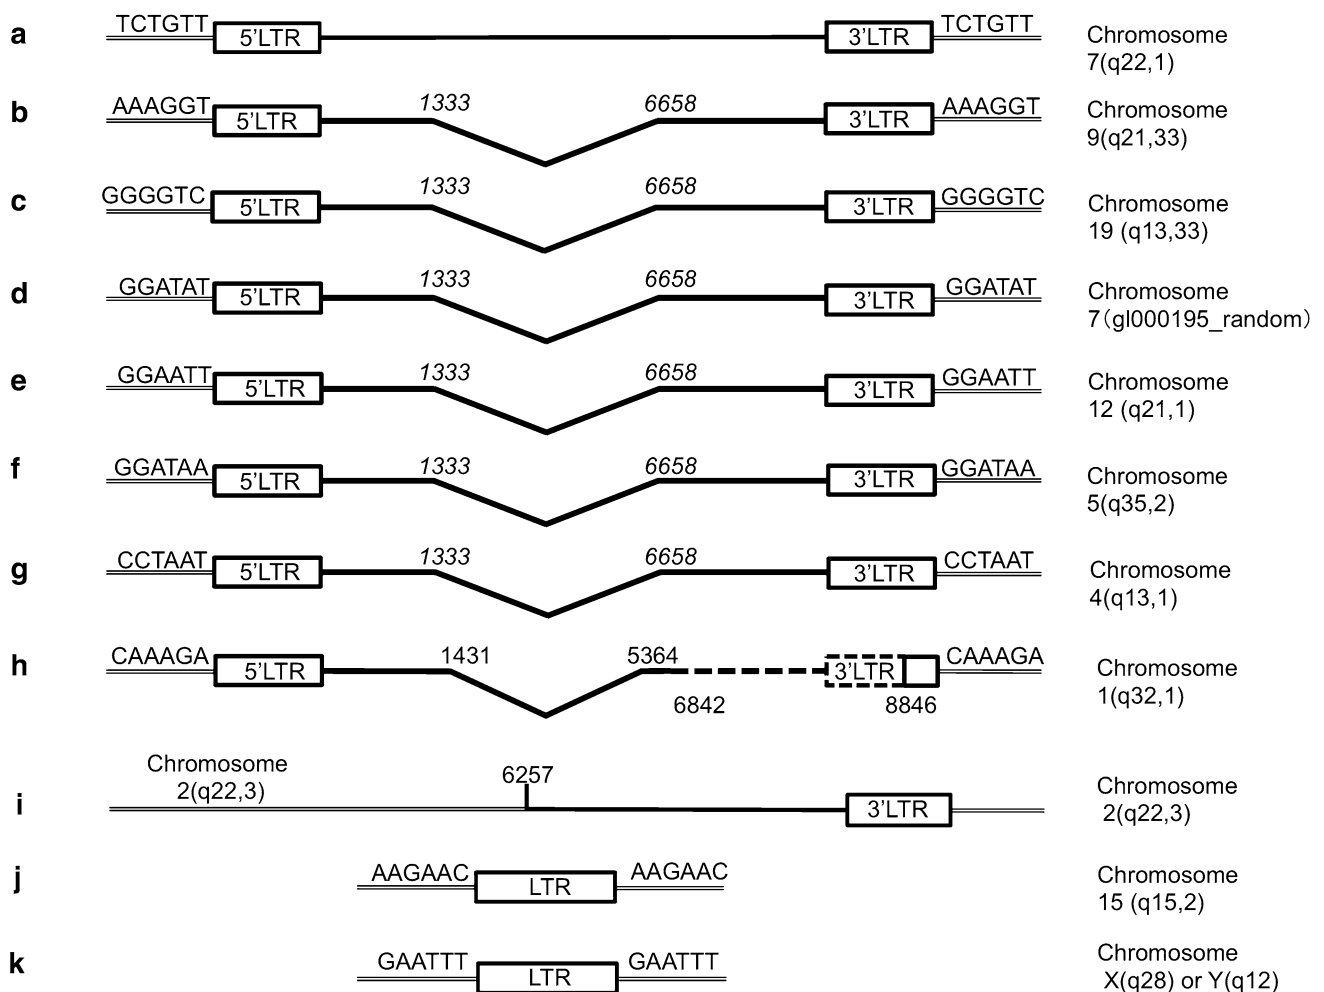 a TCTGTT 5’LTR 3’LTR TCTGTT Chromosome
7(q22,1)
b AAAGGT 5’LTR 1333 6658 3’LTR AAAGGT Chromosome
9(q21,33)
c GGGGTC 5’LTR 1333 6658 3’LTR GGGGTC Chromosome
19 (q13,33)
d GGATAT 5’LTR 1333 6658 3’LTR GGATAT Chromosome
7(gl000195_random)
e GGAATT 5’LTR 1333 6658 3’LTR GGAATT Chromosome
12 (q21,1)
f GGATAA 5’LTR 1333 6658 3’LTR GGATAA Chromosome
5(q35,2)
g CCTAAT 5’LTR 1333 6658 3’LTR CCTAAT Chromosome
4(q13,1)
h CAAAGA 5’LTR 1431 5364 3’LTR CAAAGA Chromosome
6842 8846 1(q32,1)
Chromosome
2(q22,3)
i 6257 3’LTR Chromosome
2(q22,3)
j AAGAAC LTR AAGAAC Chromosome
15 (q15,2)
k GAATTT LTR GAATTT Chromosome
X(q28) or Y(q12)